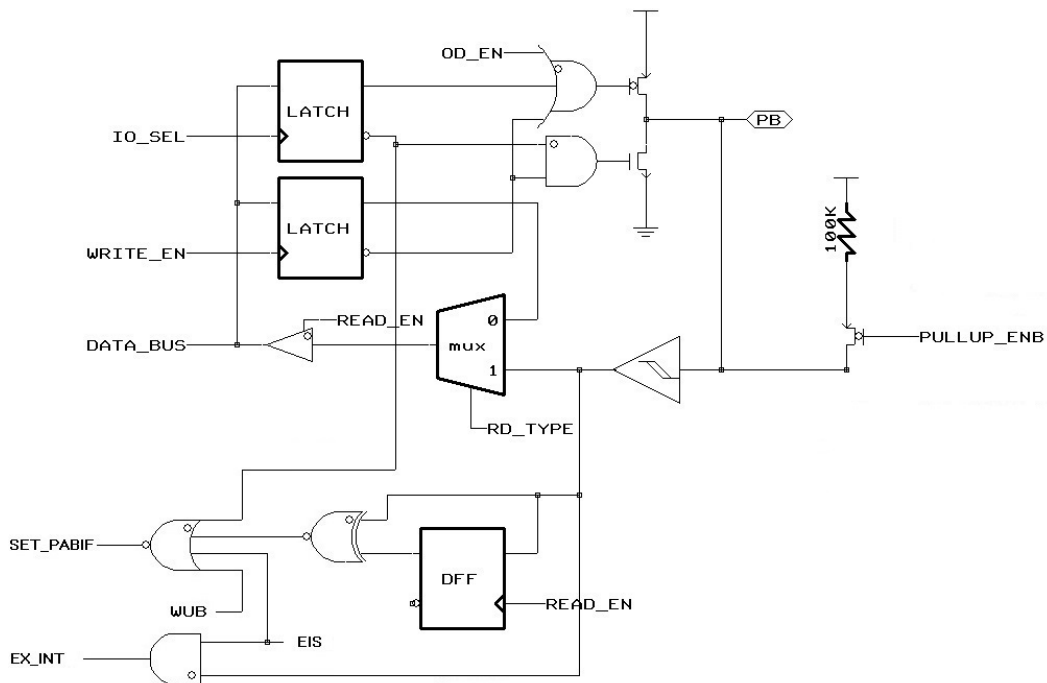 OD_EN
PB
LATCH
IO_SEL
LATCH
WRITE_EN
100K
READ_EN
0
DATA_BUS
mux
PULLUP_ENB
1
RD_TYPE
SET_PABIF
DFF
READ_EN
WUB
EIS
EX_INT